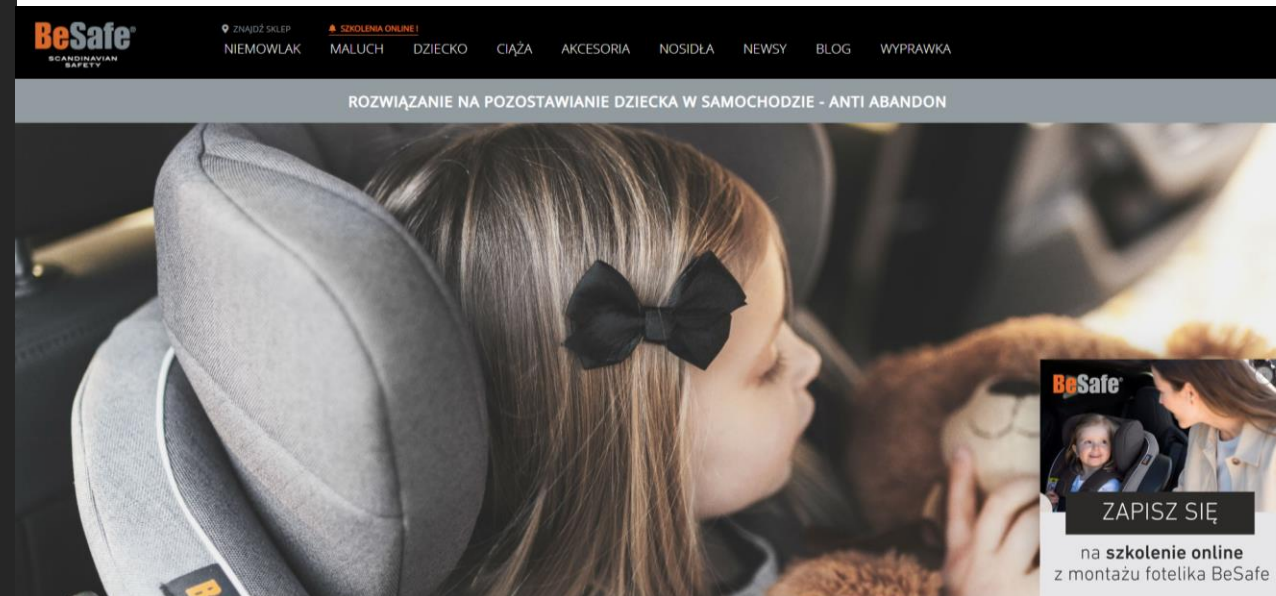 BeSafe®
SCANDINAVIAN
SAFETY
ZNAJDŹ SKLEP
SZKOLENIA ONLINE !
NIEMOWLAK MALUCH DZIECKO CIĄŻA AKCESORIA NOSIDŁA NEWSY BLOG WYPRAWKA
ROZWIĄZANIE NA POZOSTAWIANIE DZIECKA W SAMOCHODZIE - ANTI ABANDON
BeSafe®
ZAPISZ SIĘ
na szkolenie online
z montażu fotelika BeSafe